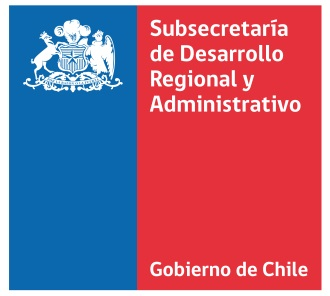 Subsecretaría
de Desarrollo
Regional y
Administrativo
Gobierno de Chile